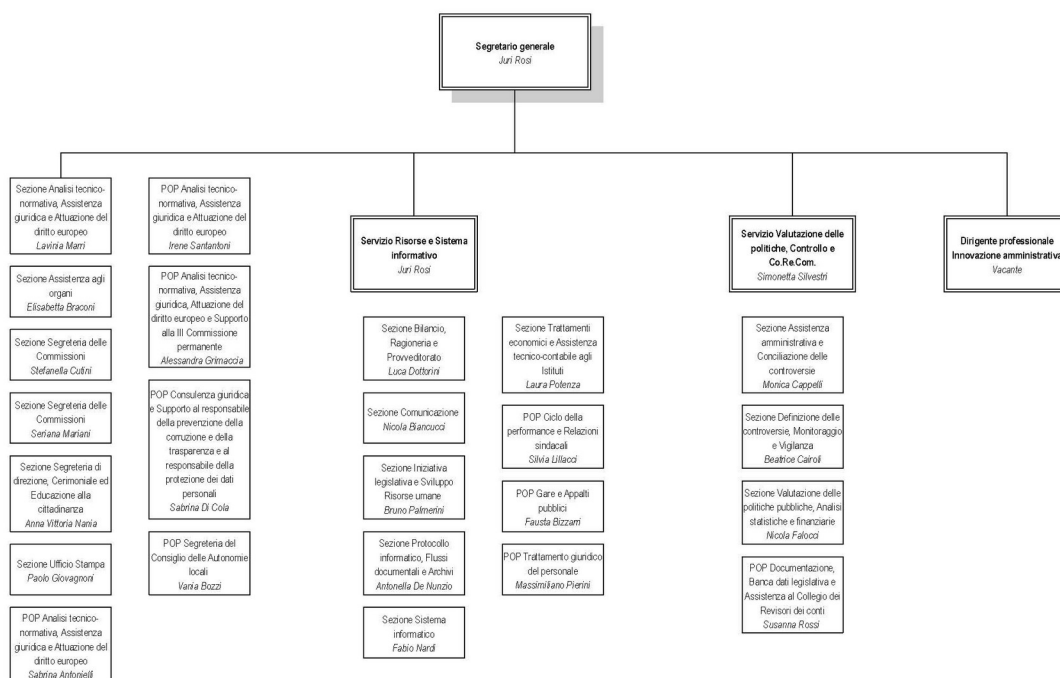 Segretario generale
Juri Rosi
Sezione Analisi tecnico-
normativa, Assistenza
giuridica e Attuazione del
diritto europeo
Lavinia Marri
Sezione Assistenza agli
organi
Elisabetta Braconi
Sezione Segreteria delle
Commissioni
Stefanella Cutini
Sezione Segreteria delle
Commissioni
Seriana Mariani
Sezione Segreteria di
direzione, Cerimoniale ed
Educazione alla
cittadinanza
Anna Vittoria Nania
Sezione Ufficio Stampa
Paolo Giovagnoni
POP Analisi tecnico-
normativa, Assistenza
giuridica e Attuazione del
diritto europeo
Sabrina Antonielli
POP Analisi tecnico-
normativa, Assistenza
giuridica e Attuazione del
diritto europeo
Irene Santantoni
POP Analisi tecnico-
normativa, Assistenza
giuridica, Attuazione del
diritto europeo e Supporto
alla III Commissione
permanente
Alessandra Grimaccia
POP Consulenza giuridica
e Supporto al responsabile
della prevenzione della
corruzione e della
trasparenza e al
responsabile della
protezione dei dati
personali
Sabrina Di Cola
POP Segreteria del
Consiglio delle Autonomie
locali
Vania Bozzi
Servizio Risorse e Sistema
informativo
Juri Rosi
Sezione Bilancio,
Ragioneria e
Provveditorato
Luca Dottorini
Sezione Comunicazione
Nicola Biancucci
Sezione Iniziativa
legislativa e Sviluppo
Risorse umane
Bruno Palmerini
Sezione Protocollo
informatico, Flussi
documentali e Archivi
Antonella De Nunzio
Sezione Sistema
informatico
Fabio Nardi
Sezione Trattamenti
economici e Assistenza
tecnico-contabile agli
Istituti
Laura Potenza
POP Ciclo della
performance e Relazioni
sindacali
Silvia Lillacci
POP Gare e Appalti
pubblici
Fausta Bizzarri
POP Trattamento giuridico
del personale
Massimiliano Pierini
Servizio Valutazione delle
politiche, Controllo e
Co.Re.Com.
Simonetta Silvestri
Sezione Assistenza
amministrativa e
Conciliazione delle
controversie
Monica Cappelli
Sezione Definizione delle
controversie, Monitoraggio
e Vigilanza
Beatrice Cairoli
Sezione Valutazione delle
politiche pubbliche, Analisi
statistiche e finanziarie
Nicola Falocci
POP Documentazione,
Banca dati legislativa e
Assistenza al Collegio dei
Revisori dei conti
Susanna Rossi
Dirigente professionale
Innovazione amministrativa
Vacante